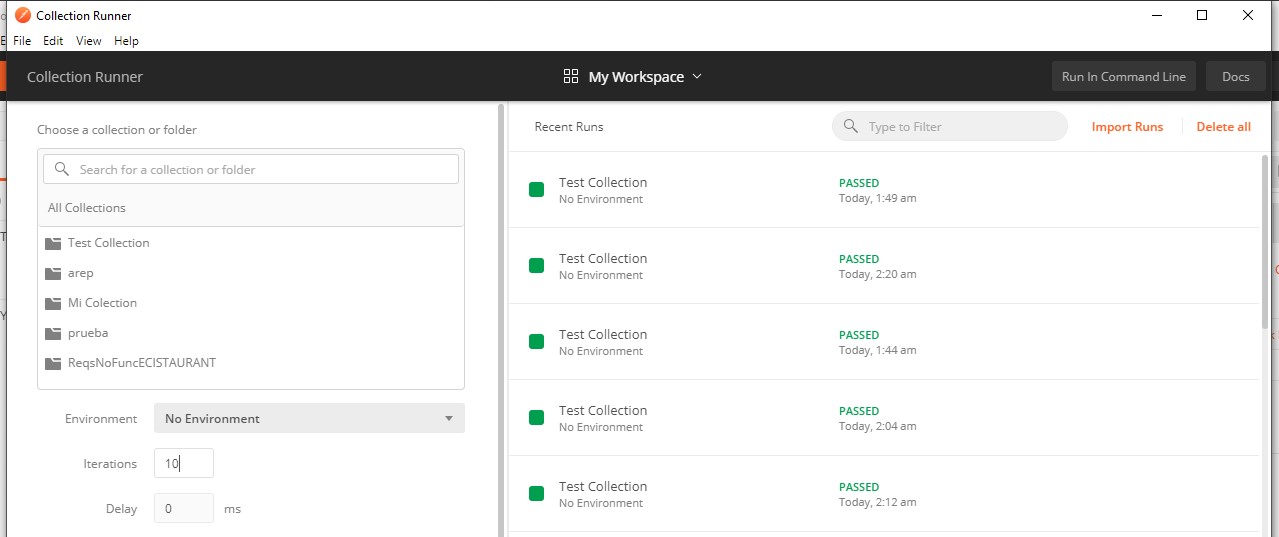 Collection Runner
File Edit View Help
Collection Runner
My Workspace
Run In Command Line
Docs
Choose a collection or folder
Search for a collection or folder
All Collections
Test Collection
arep
Mi Colection
prueba
ReqsNoFuncECISTAURANT
Environment No Environment
Iterations 10
Delay 0 ms
Recent Runs
Type to Filter
Import Runs
Delete all
Test Collection PASSED
No Environment Today, 1:49 am
Test Collection PASSED
No Environment Today, 2:20 am
Test Collection PASSED
No Environment Today, 1:44 am
Test Collection PASSED
No Environment Today, 2:04 am
Test Collection PASSED
No Environment Today, 2:12 am